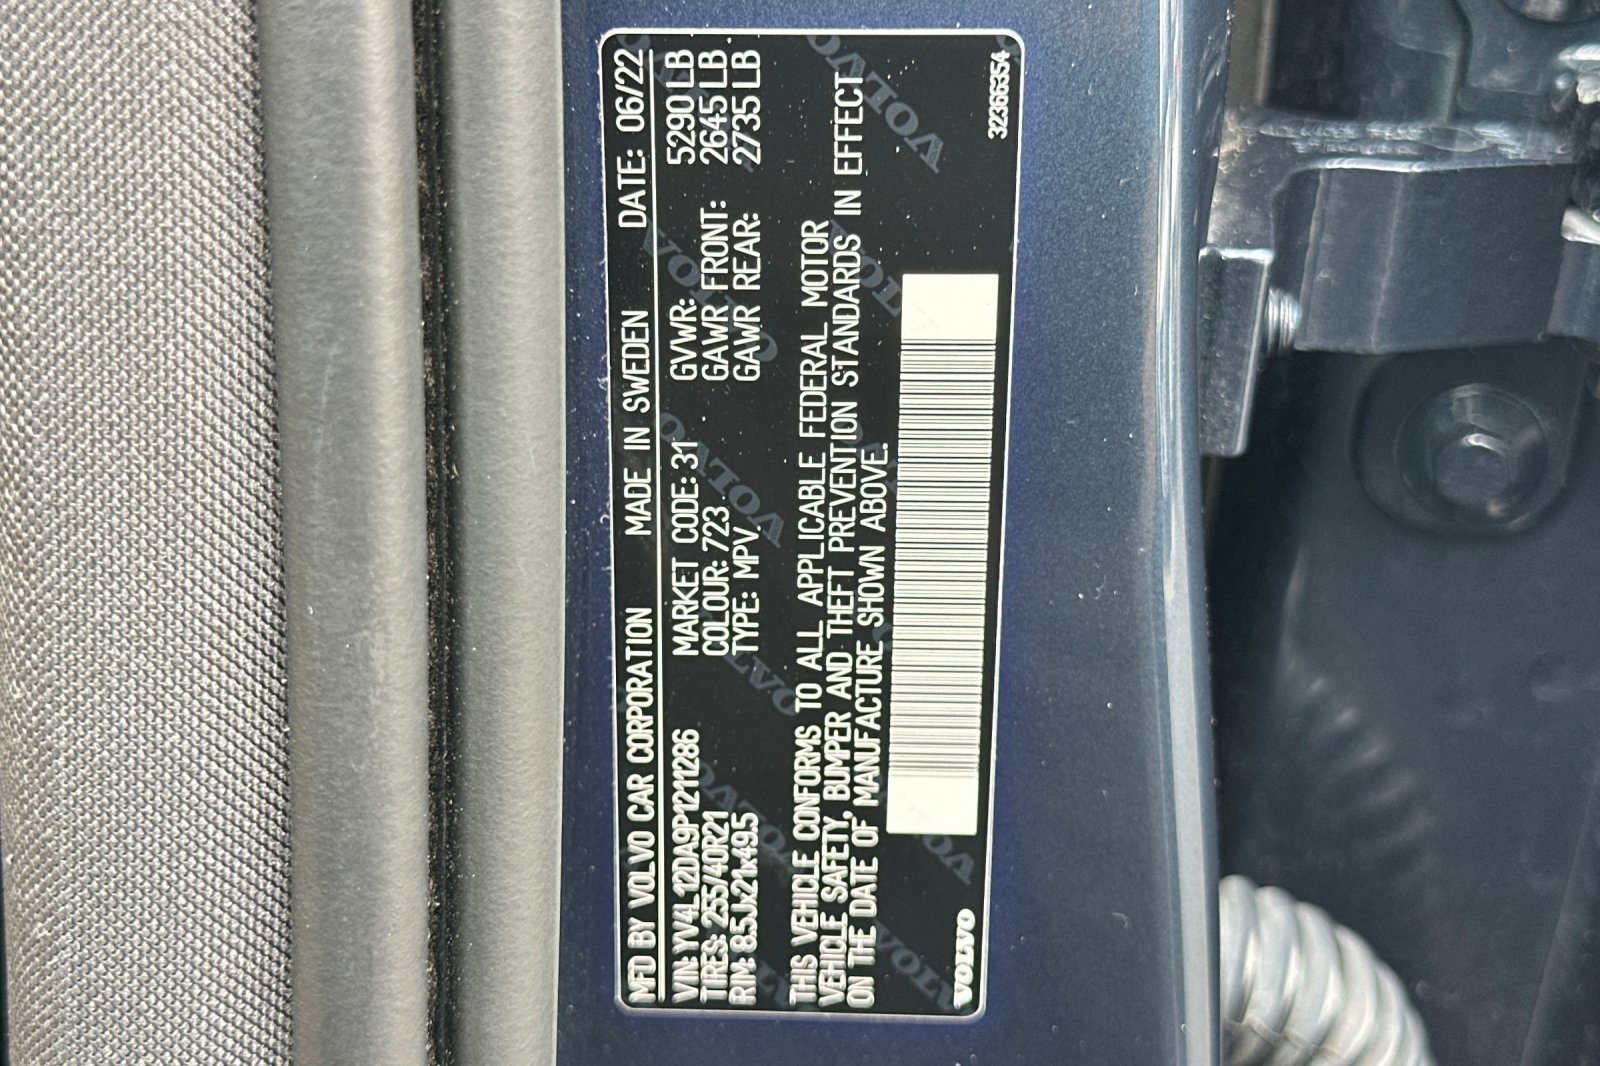 MFD BY VOLVO CAR CORPORATION MADE IN SWEDEN DATE: 06/22
VIN: YV4L12DA9P1211286 MARKET CODE: 31 GVWR: 5290 LB
TIRES: 255/40R21 COLOUR: 723 GAWR FRONT: 2645 LB
RIM: 8.5Jx21x49.5 TYPE: MPV. GAWR REAR: 2735 LB
THIS VEHICLE CONFORMS TO ALL APPLICABLE FEDERAL MOTOR
VEHICLE SAFETY, BUMPER AND THEFT PREVENTION STANDARDS IN EFFECT
ON THE DATE OF MANUFACTURE SHOWN ABOVE.
VOLVO 32366354